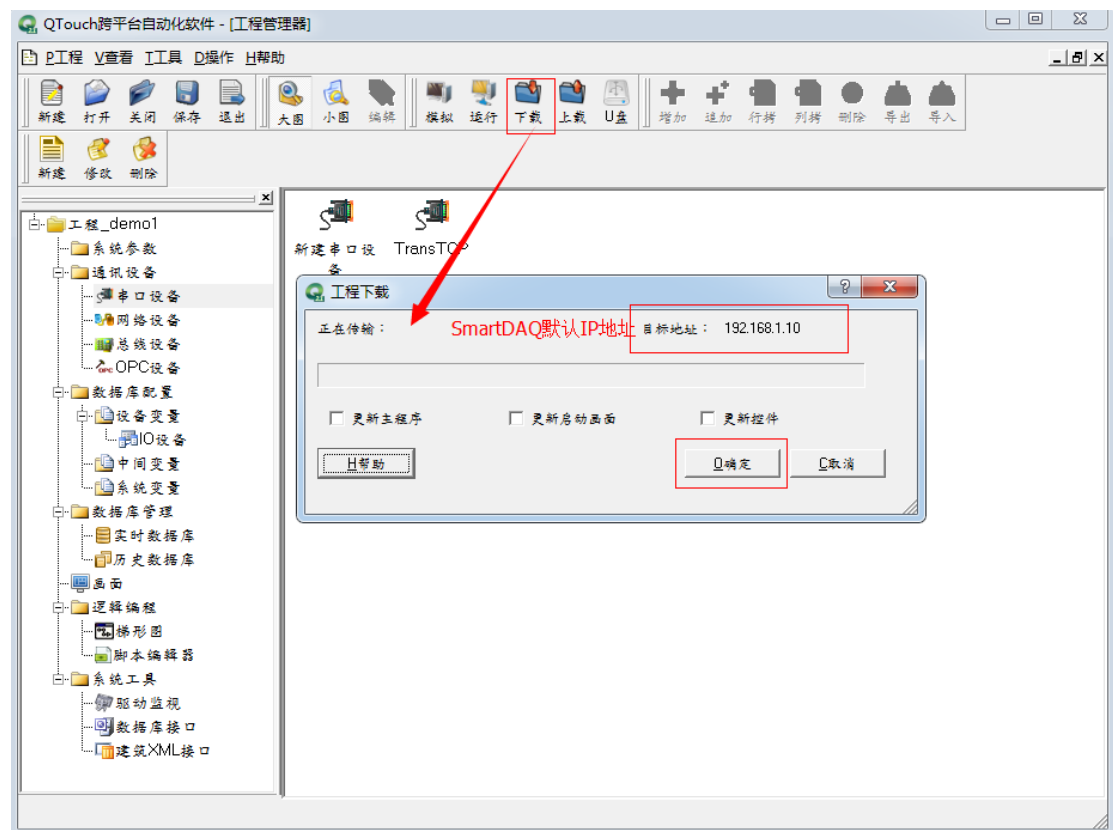 QTouch跨平台自动化软件 - [工程管理器]
P工程 V查看 T工具 D操作 H帮助
新建 打开 关闭 保存 退出 大图 小图 编辑 模拟 运行 下载 上载 U盘 增加 追加 行拷 列拷 删除 导出 导入
新建 修改 删除
工程_demo1
系统参数
通讯设备
串口设备
网络设备
总线设备
OPC设备
数据库配置
设备变量
IO设备
中间变量
系统变量
数据库管理
实时数据库
历史数据库
画面
逻辑编程
梯形图
脚本编辑器
系统工具
驱动监视
数据库接口
建筑XML接口
新建串口设备
TransTCP
工程下载
正在传输: SmartDAQ默认IP地址 目标地址: 192.168.1.10
更新主程序 更新启动画面 更新控件
H帮助 O确定 C取消